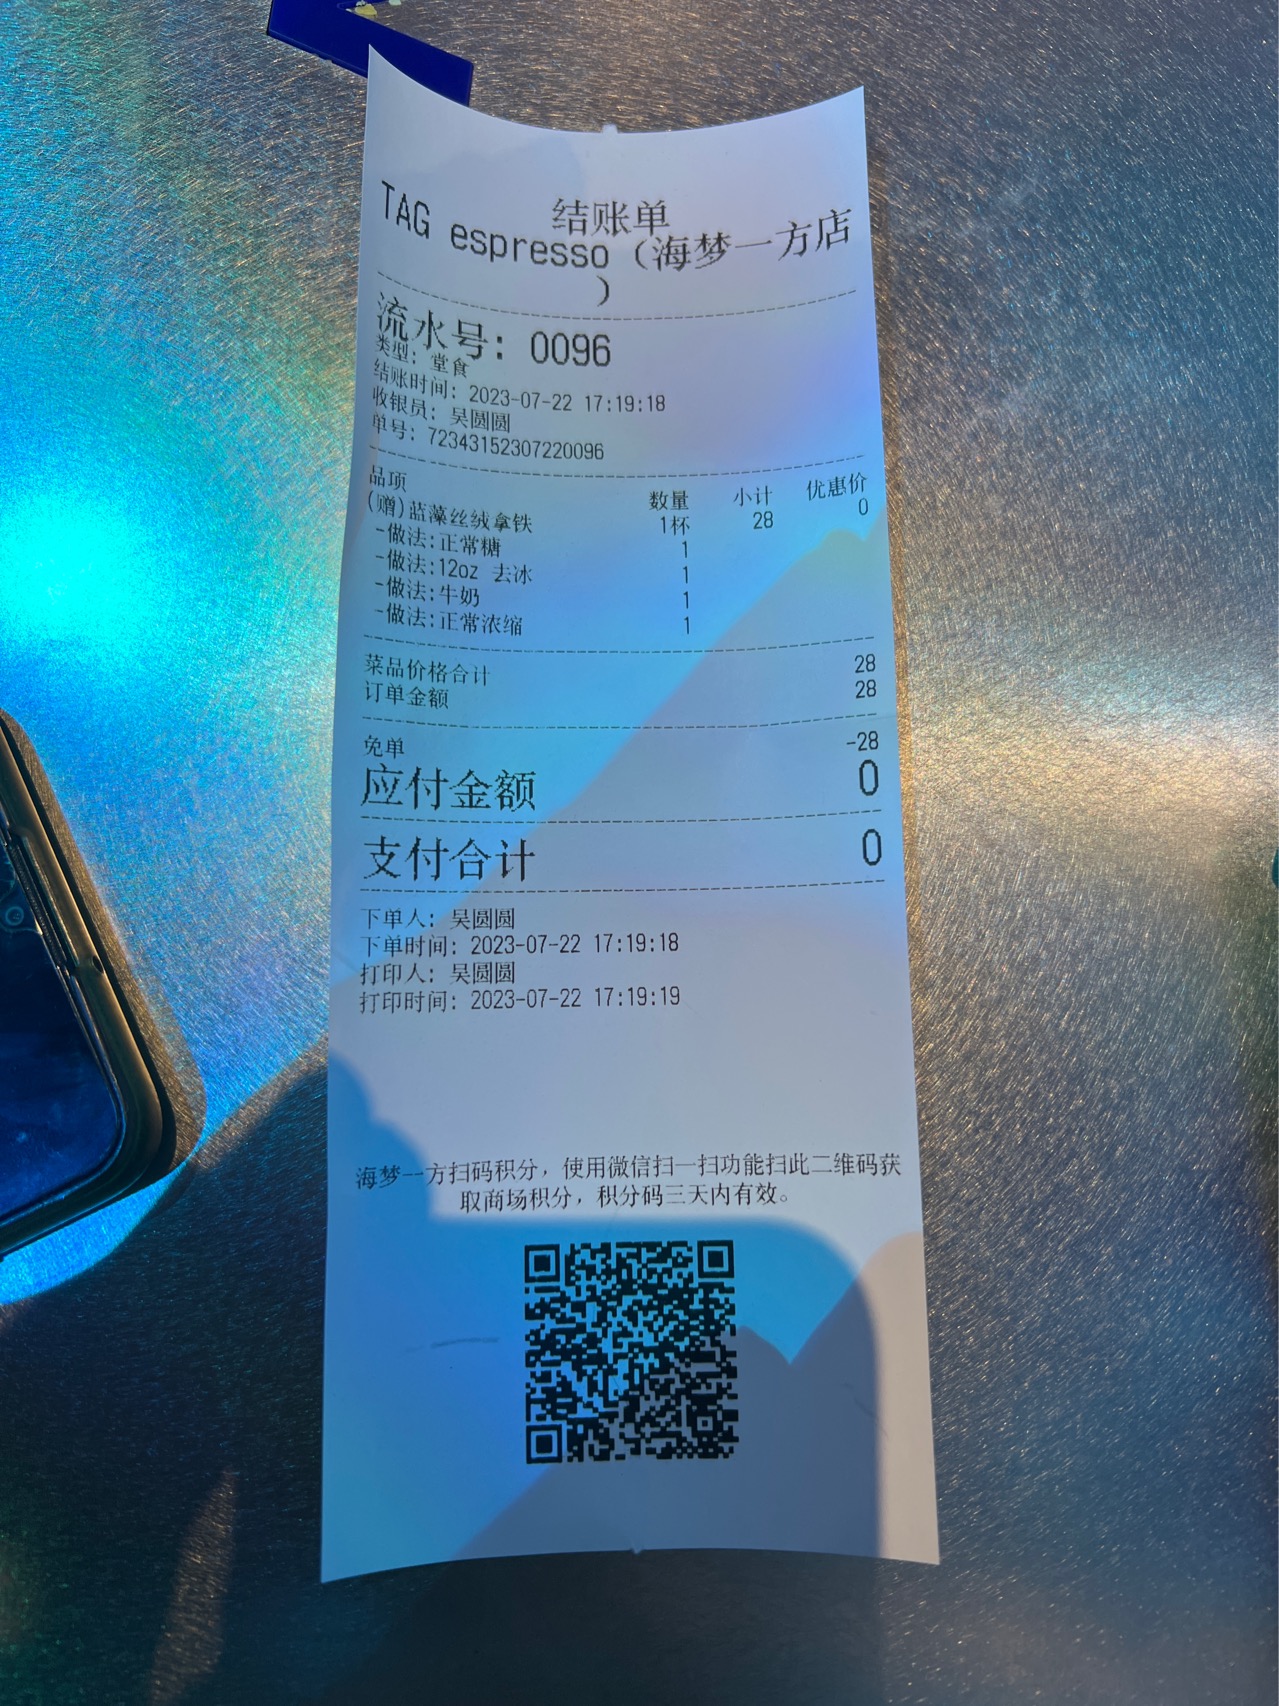 结账单
TAG espresso（海梦一方店
）
流水号: 0096
类型: 堂食
结账时间: 2023-07-22 17:19:18
收银员: 吴圆圆
单号: 72343152307220096
品项 数量 小计 优惠价
(赠)蓝藻丝绒拿铁 1杯 28 0
-做法:正常糖 1
-做法:12oz 去冰 1
-做法:牛奶 1
-做法:正常浓缩 1
菜品价格合计 28
订单金额 28
免单 -28
应付金额 0
支付合计 0
下单人: 吴圆圆
下单时间: 2023-07-22 17:19:18
打印人: 吴圆圆
打印时间: 2023-07-22 17:19:19
海梦一方扫码积分，使用微信扫一扫功能扫此二维码获
取商场积分，积分码三天内有效。